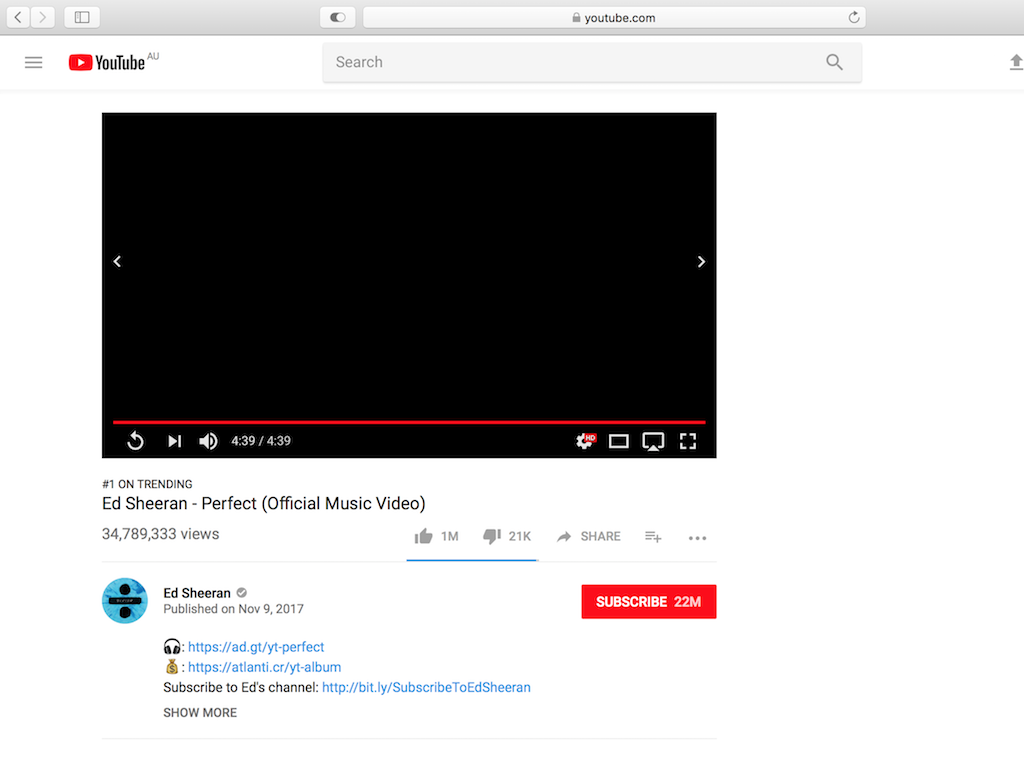 youtube.com
YouTube AU
Search
4:39 / 4:39
HD
#1 ON TRENDING
Ed Sheeran - Perfect (Official Music Video)
34,789,333 views
1M 21K SHARE
Ed Sheeran
Published on Nov 9, 2017
SUBSCRIBE 22M
: https://ad.gt/yt-perfect
: https://atlanti.cr/yt-album
Subscribe to Ed's channel: http://bit.ly/SubscribeToEdSheeran
SHOW MORE